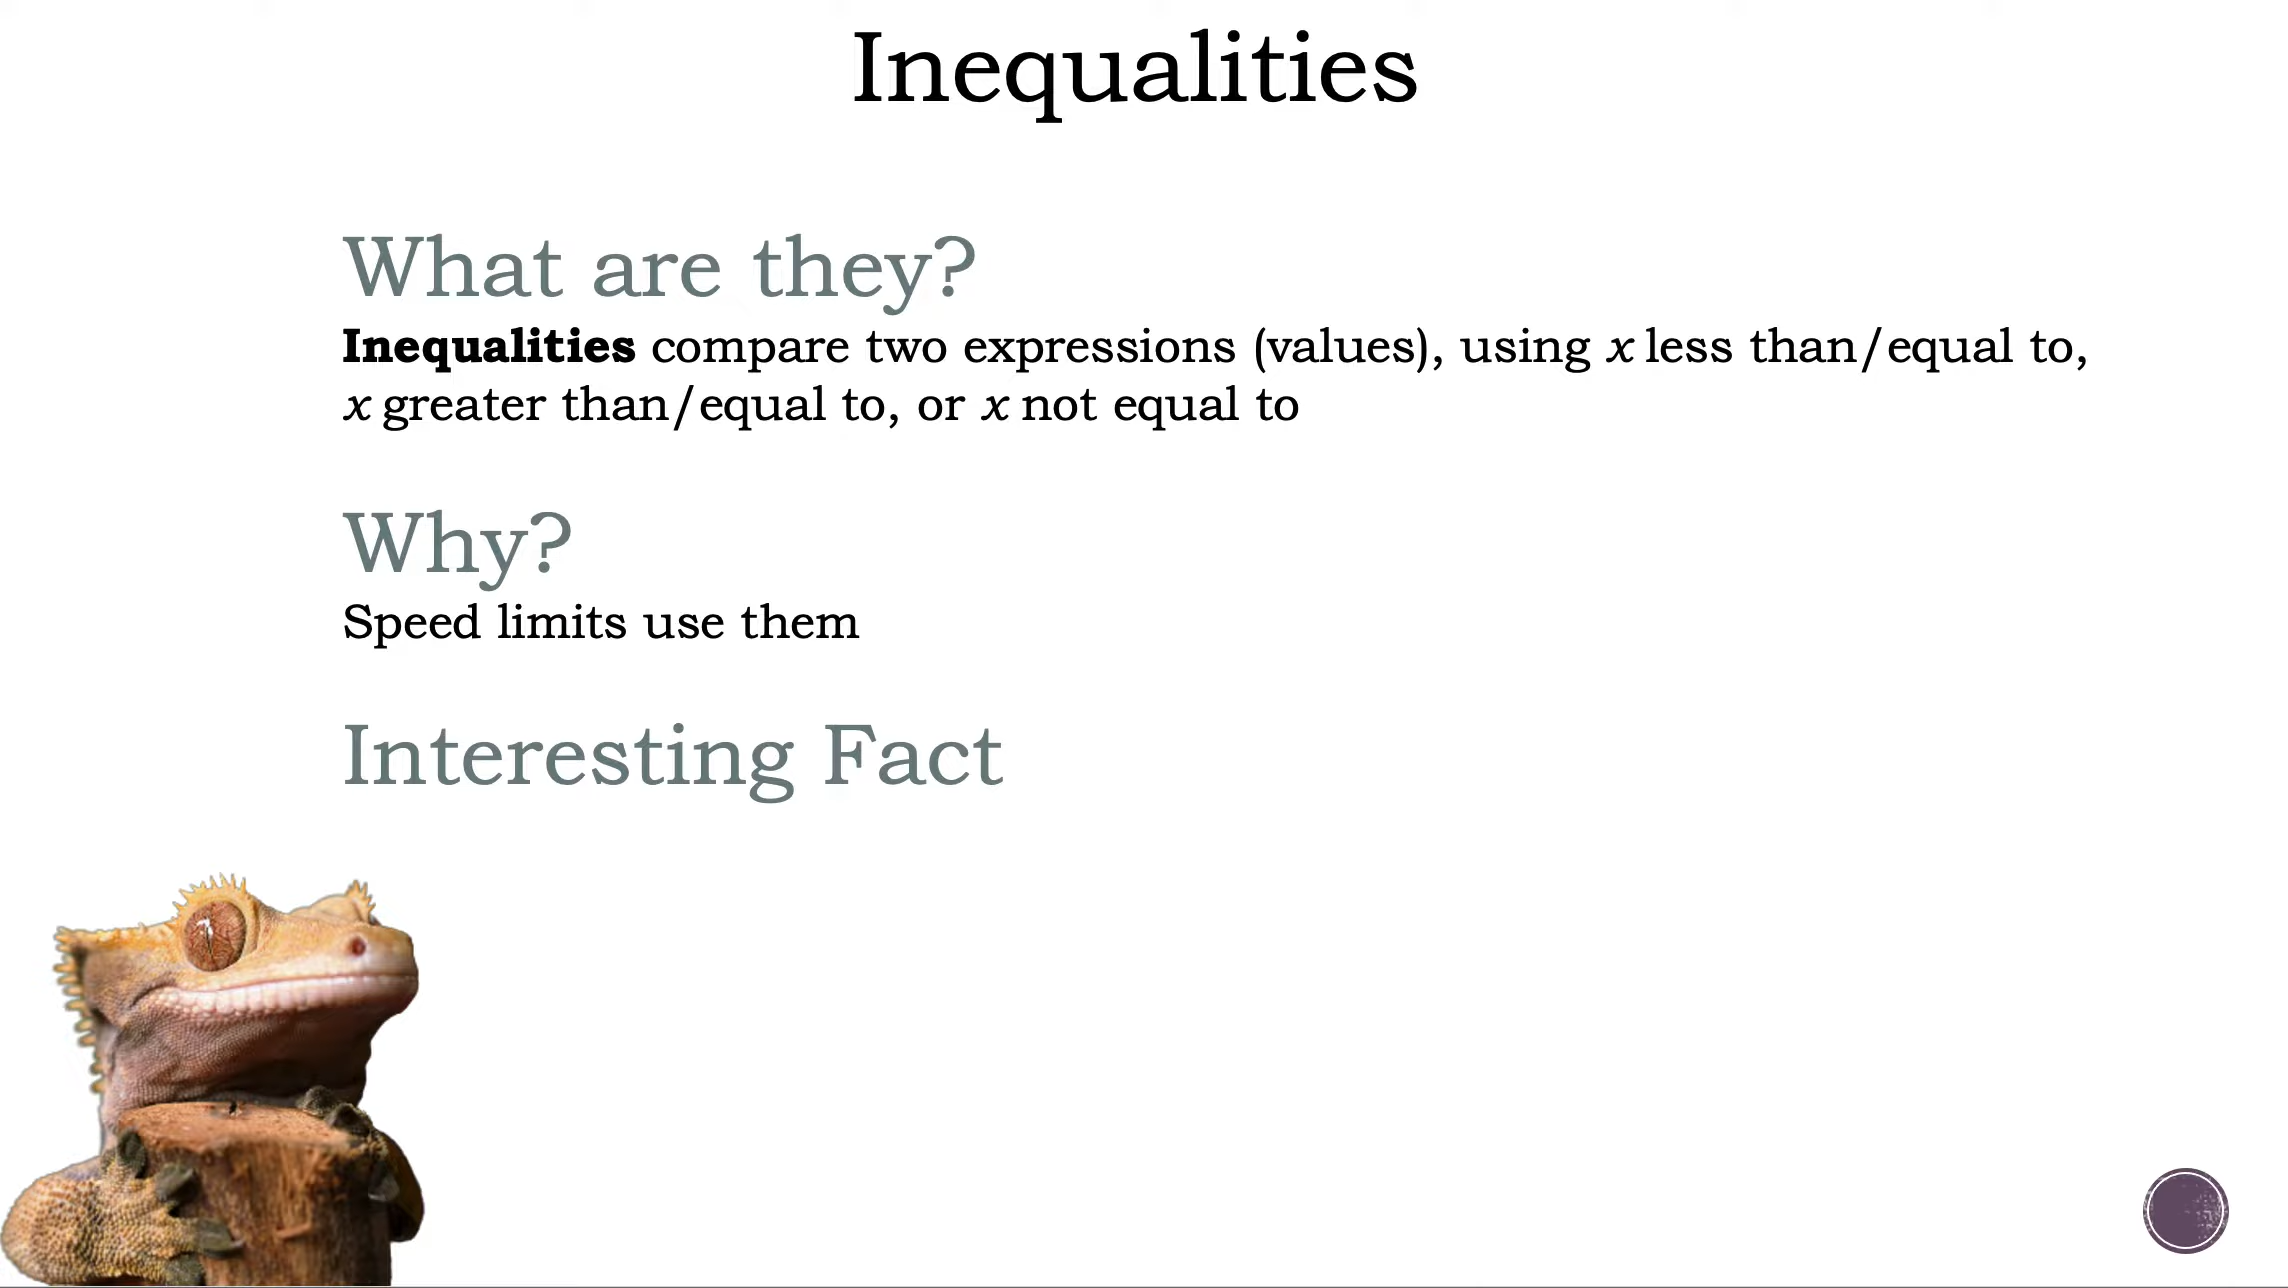 Inequalities
What are they?
Inequalities compare two expressions (values), using x less than/equal to,
x greater than/equal to, or x not equal to
Why?
Speed limits use them
Interesting Fact